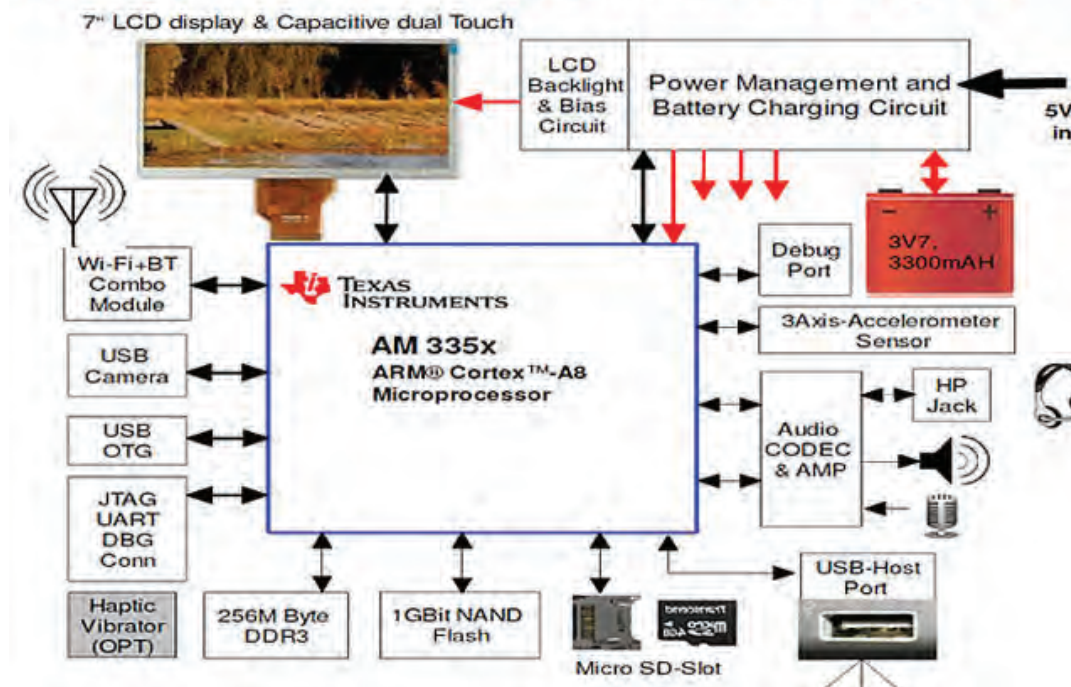 7" LCD display & Capacitive dual Touch
LCD
Backlight
& Bias
Circuit
Power Management and
Battery Charging Circuit
5V
in
- +
3V7,
3300mAH
Wi-Fi+BT
Combo
Module
USB
Camera
USB
OTG
JTAG
UART
DBG
Conn
Haptic
Vibrator
(OPT)
TEXAS
INSTRUMENTS
AM 335x
ARM® Cortex™-A8
Microprocessor
Debug
Port
3Axis-Accelerometer
Sensor
Audio
CODEC
& AMP
HP
Jack
256M Byte
DDR3
1GBit NAND
Flash
Transcend
Micro
4GB
Micro SD-Slot
USB-Host
Port